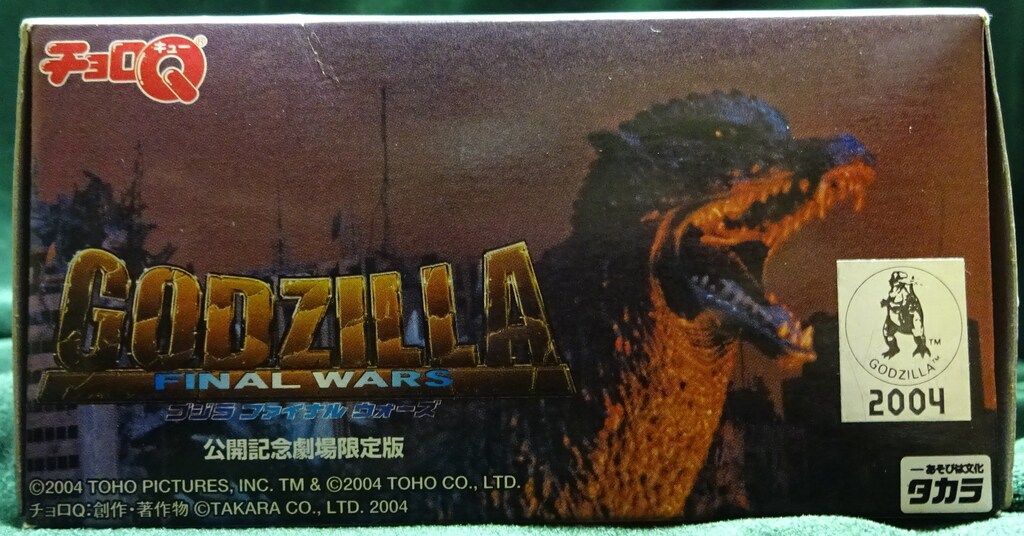 チョロQ®
キュー
GODZILLA
FINAL WARS
ゴジラ ファイナル ウォーズ
公開記念劇場限定版
©2004 TOHO PICTURES, INC. TM & ©2004 TOHO CO., LTD.
チョロQ:創作・著作物 ©TAKARA CO., LTD. 2004
TM
GODZILLA™
2004
あそびは文化
タカラ